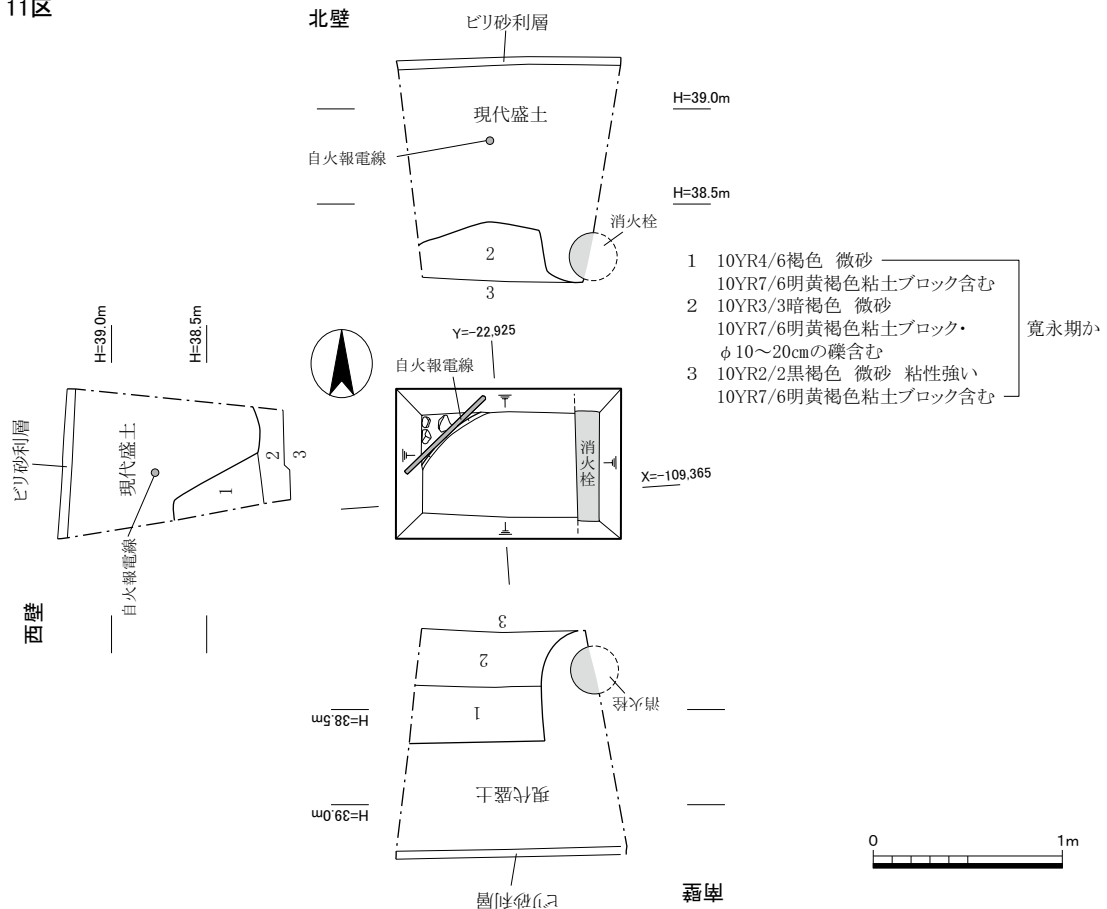 11区
北壁
ビリ砂利層
H=39.0m
現代盛土
自火報電線
H=38.5m
消火栓
2
3
1 10YR4/6褐色 微砂
10YR7/6明黄褐色粘土ブロック含む
2 10YR3/3暗褐色 微砂
10YR7/6明黄褐色粘土ブロック・
φ10〜20cmの礫含む
3 10YR2/2黒褐色 微砂 粘性強い
10YR7/6明黄褐色粘土ブロック含む
寛永期か
H=39.0m
H=38.5m
ビリ砂利層
現代盛土
1
2
3
自火報電線
西壁
Y=-22,925
自火報電線
消火栓
X=-109,365
3
2
消火栓
1
H=38.5m
現代盛土
H=39.0m
ビリ砂利層
南壁
0 1m